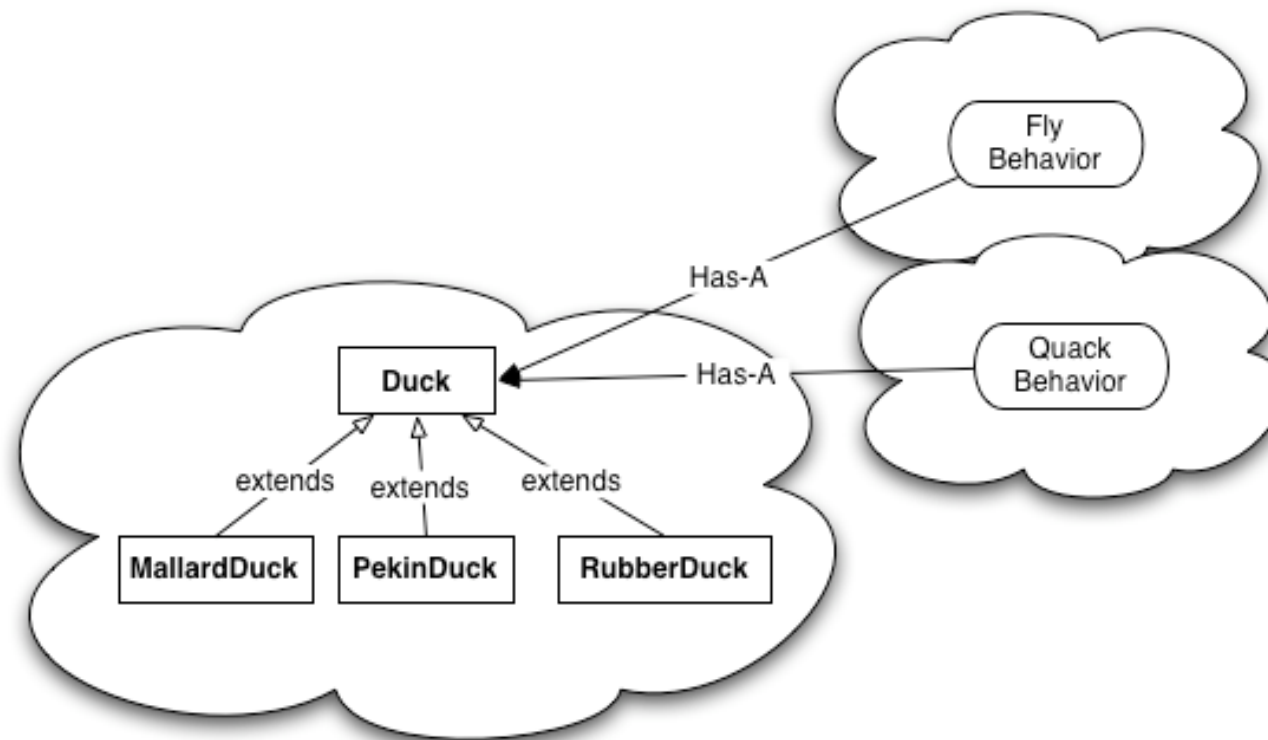 Fly
Behavior
Has-A
Quack
Behavior
Has-A
Duck
extends
extends
extends
MallardDuck
PekinDuck
RubberDuck